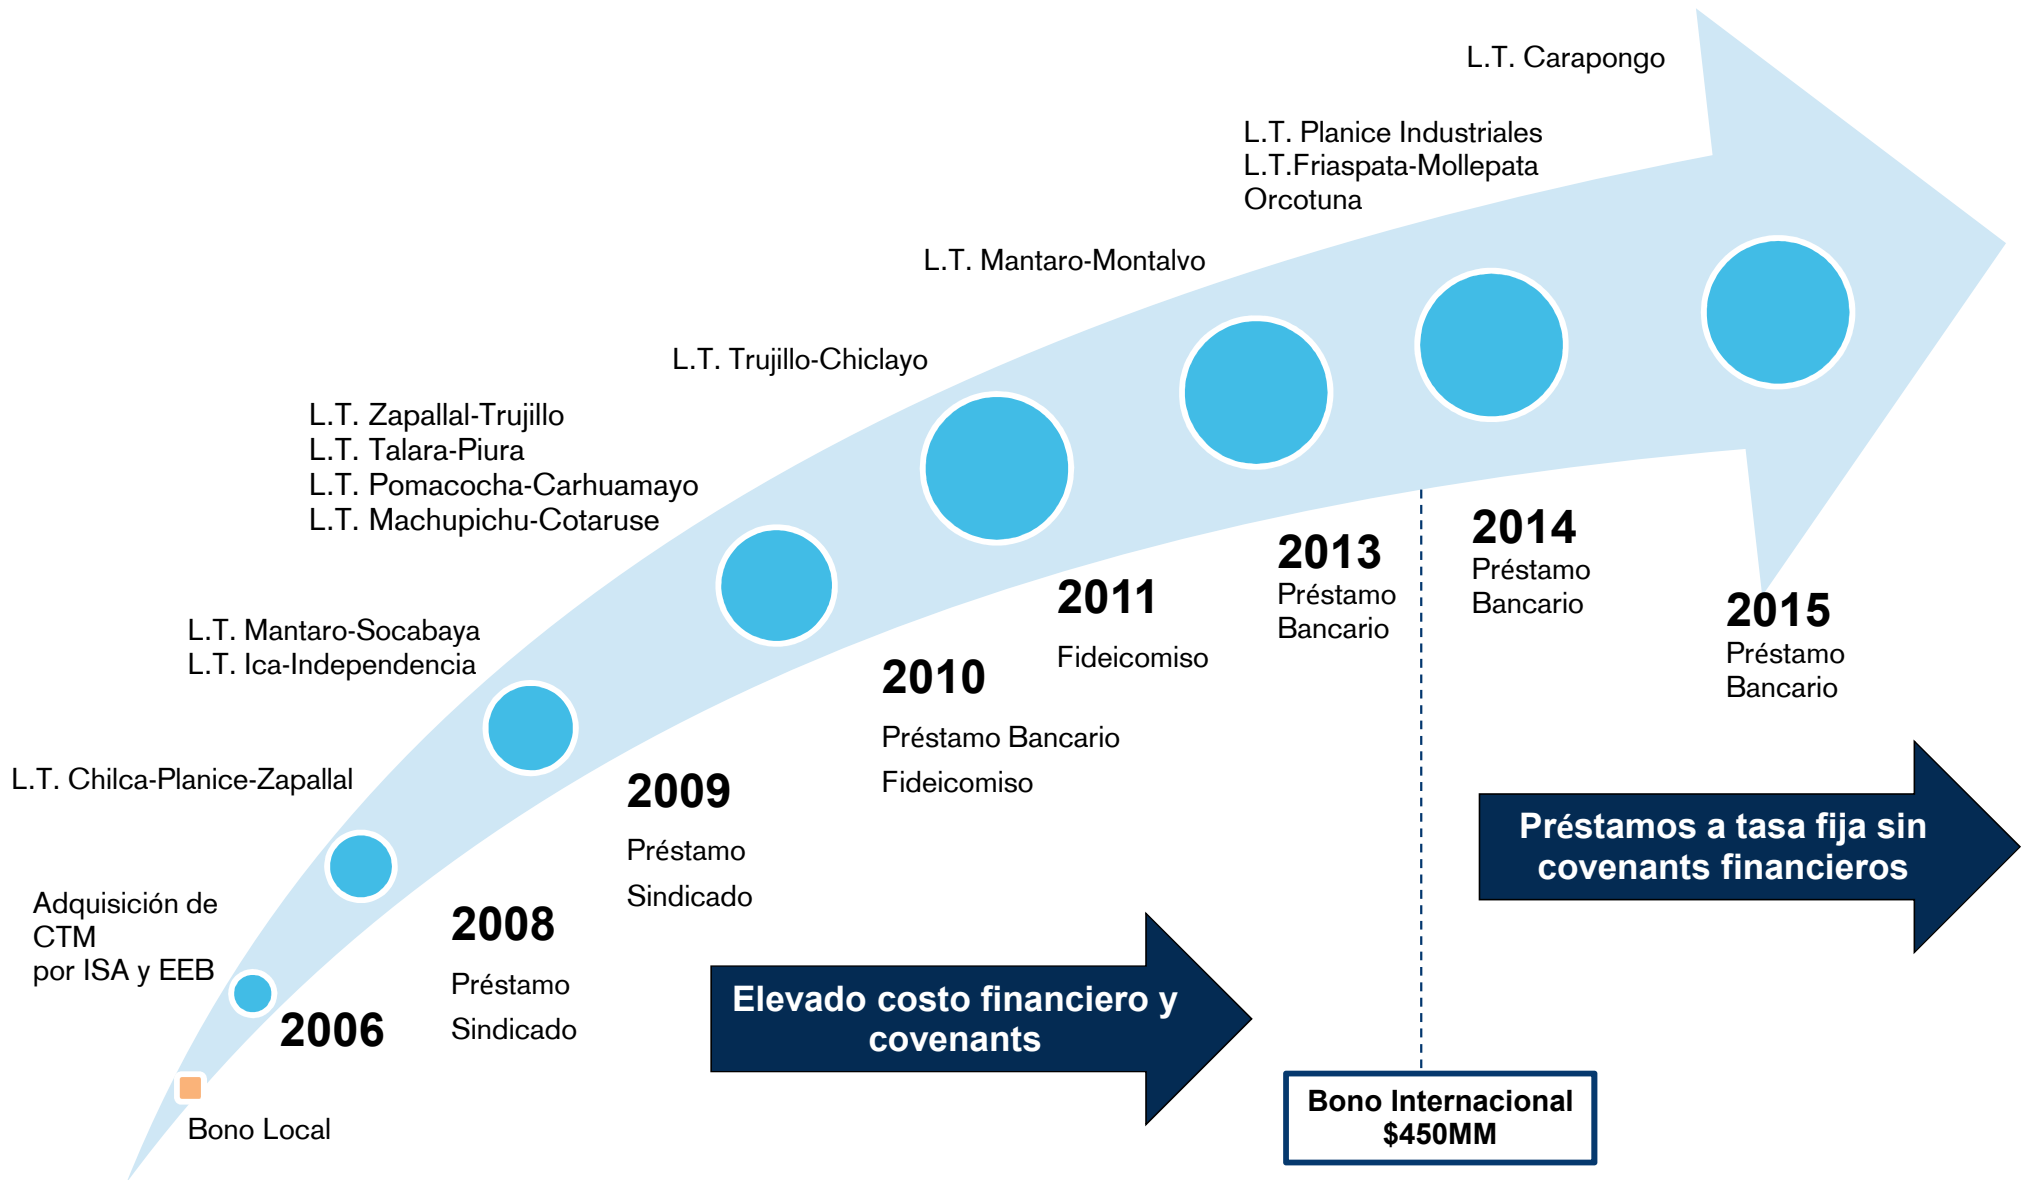 L.T. Carapongo
L.T. Planice Industriales
L.T.Friaspata-Mollepata
Orcotuna
L.T. Mantaro-Montalvo
L.T. Trujillo-Chiclayo
L.T. Zapallal-Trujillo
L.T. Talara-Piura
L.T. Pomacocha-Carhuamayo
L.T. Machupichu-Cotaruse
L.T. Mantaro-Socabaya
L.T. Ica-Independencia
L.T. Chilca-Planice-Zapallal
Adquisición de
CTM
por ISA y EEB
Bono Local
2006
2008
Préstamo
Sindicado
2009
Préstamo
Sindicado
2010
Préstamo Bancario
Fideicomiso
2011
Fideicomiso
2013
Préstamo
Bancario
2014
Préstamo
Bancario
2015
Préstamo
Bancario
Elevado costo financiero y
covenants
Préstamos a tasa fija sin
covenants financieros
Bono Internacional
$450MM